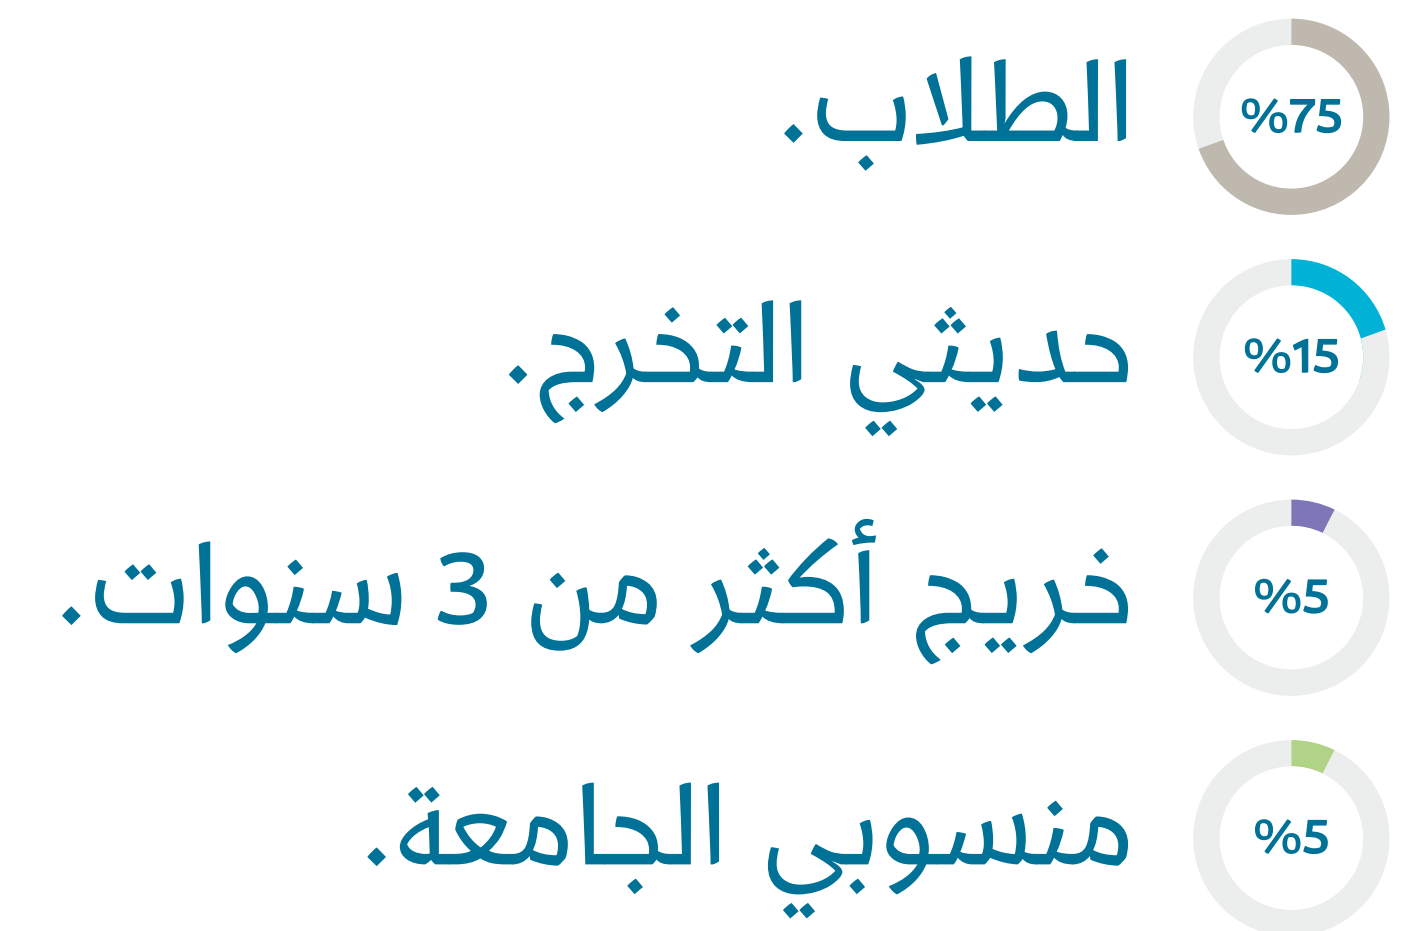 %75 الطلاب.
%15 حديثي التخرج.
%5 خريج أكثر من 3 سنوات.
%5 منسوبي الجامعة.